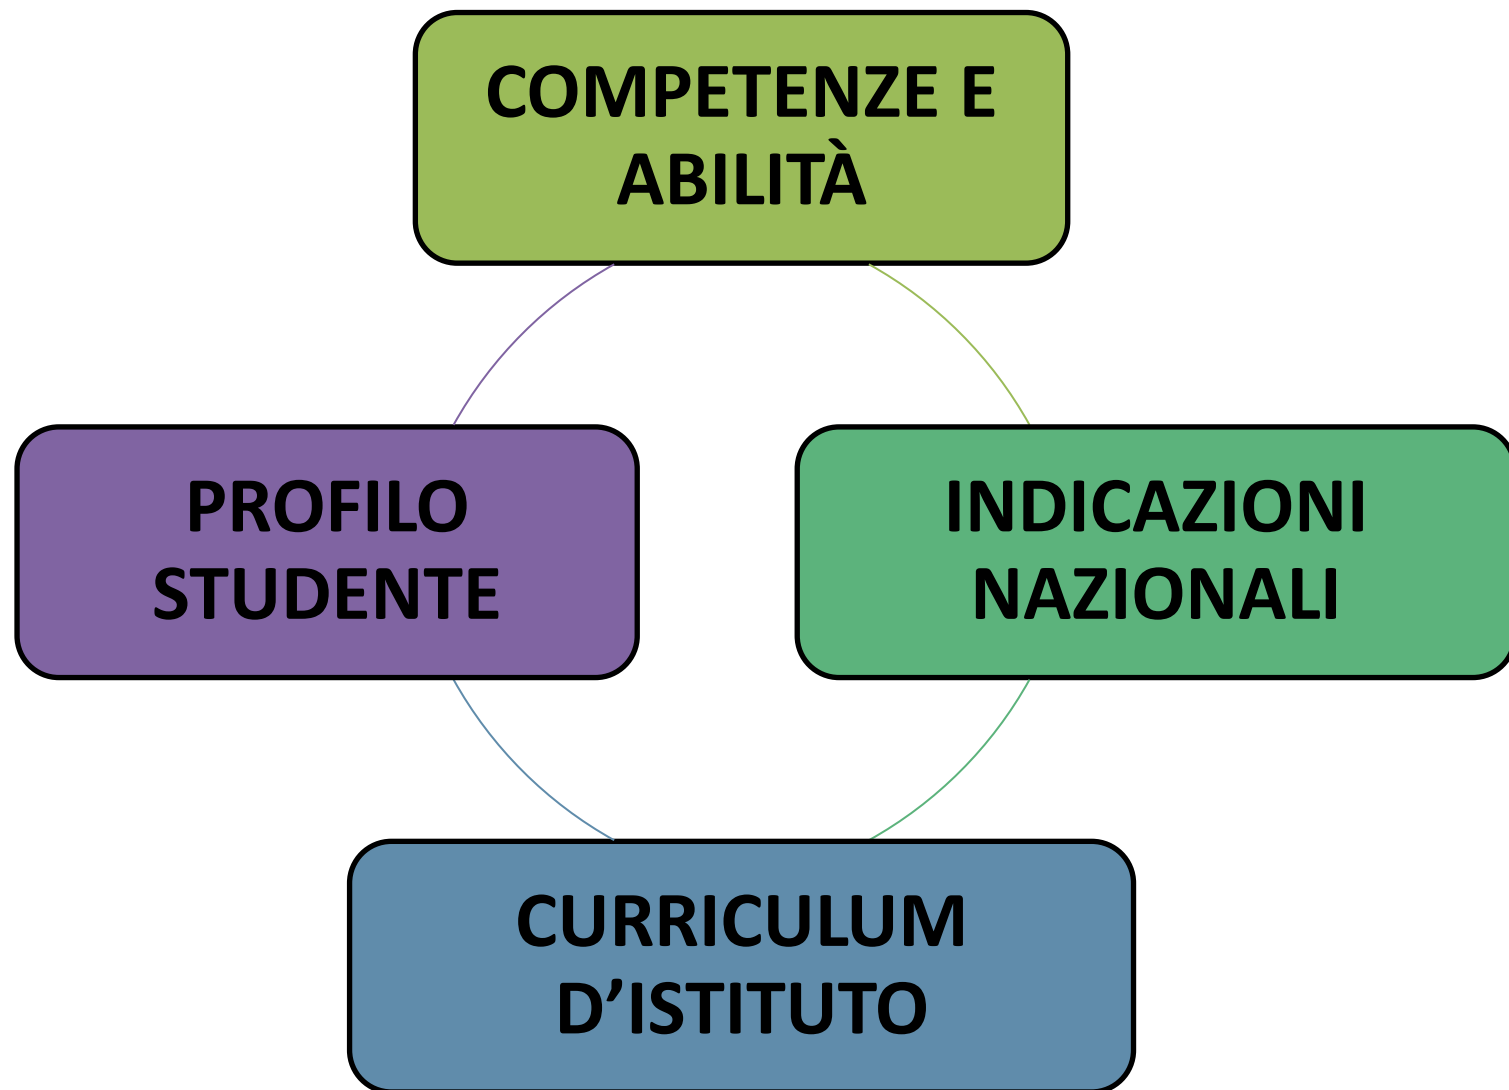 COMPETENZE E
ABILITÀ
PROFILO
STUDENTE
INDICAZIONI
NAZIONALI
CURRICULUM
D’ISTITUTO